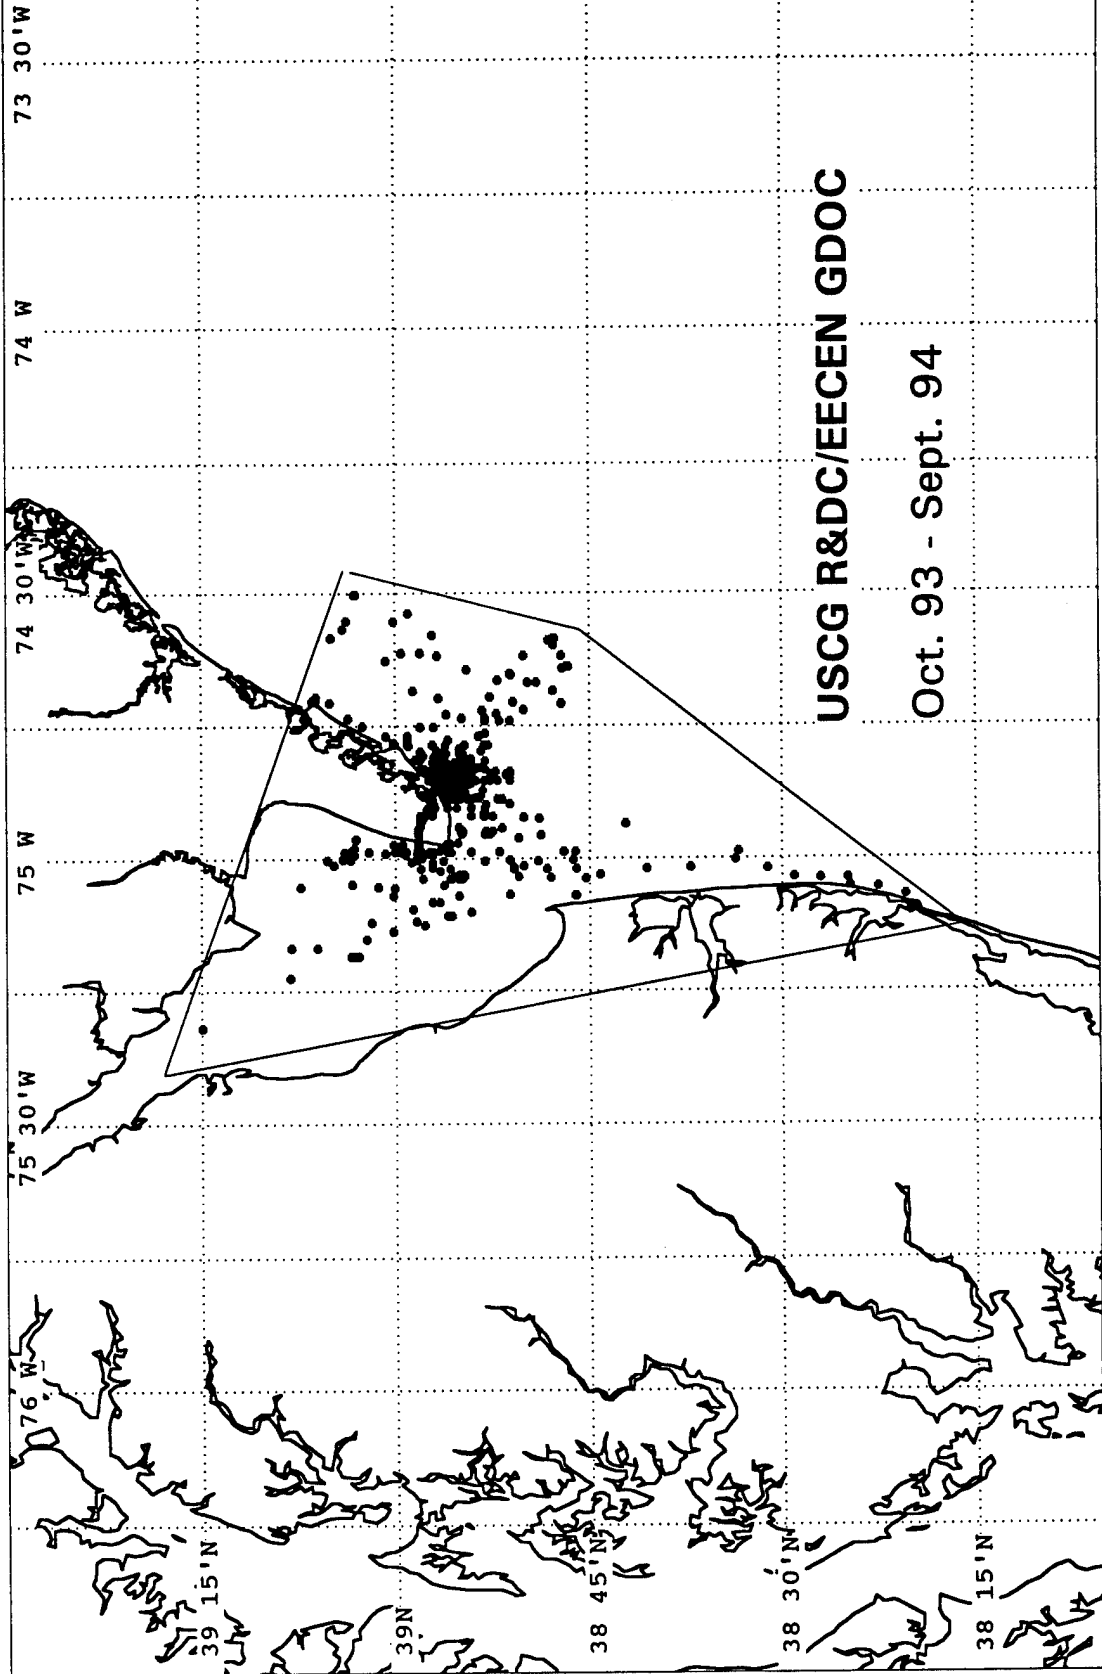 USCG R&DC/EECEN GDOC
Oct. 93 - Sept. 94
76 W
75 30'W
75 W
74 30'W
74 W
73 30'W
39 15'N
39N
38 45'N
38 30'N
38 15'N